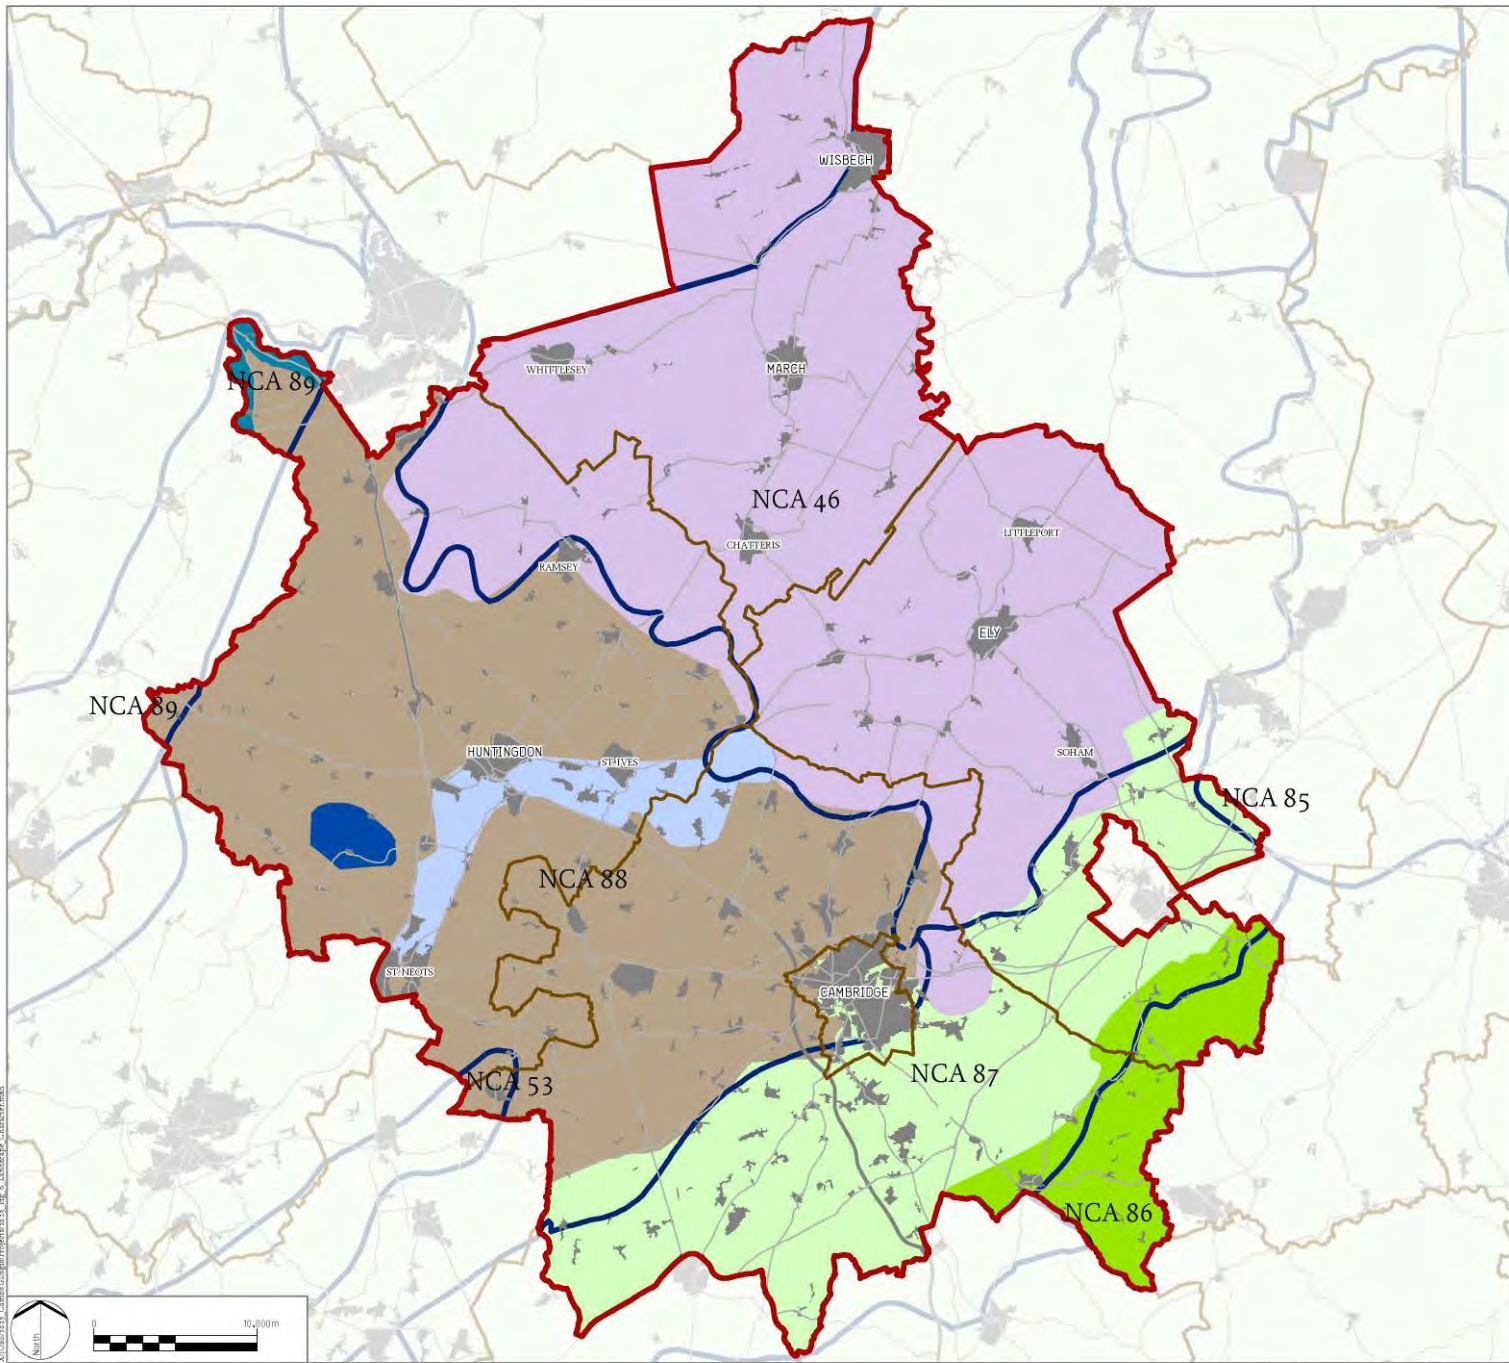 WISBECH
WHITTLESEY
MARCH
NCA 89
NCA 46
LITTLEPORT
CHATTERIS
RAMSEY
ELY
NCA 89
HUNTINGDON
ST·IVES
SOHAM
NCA 85
NCA 88
ST·NEOTS
CAMBRIDGE
NCA 53
NCA 87
NCA 86
North
0
10,000m